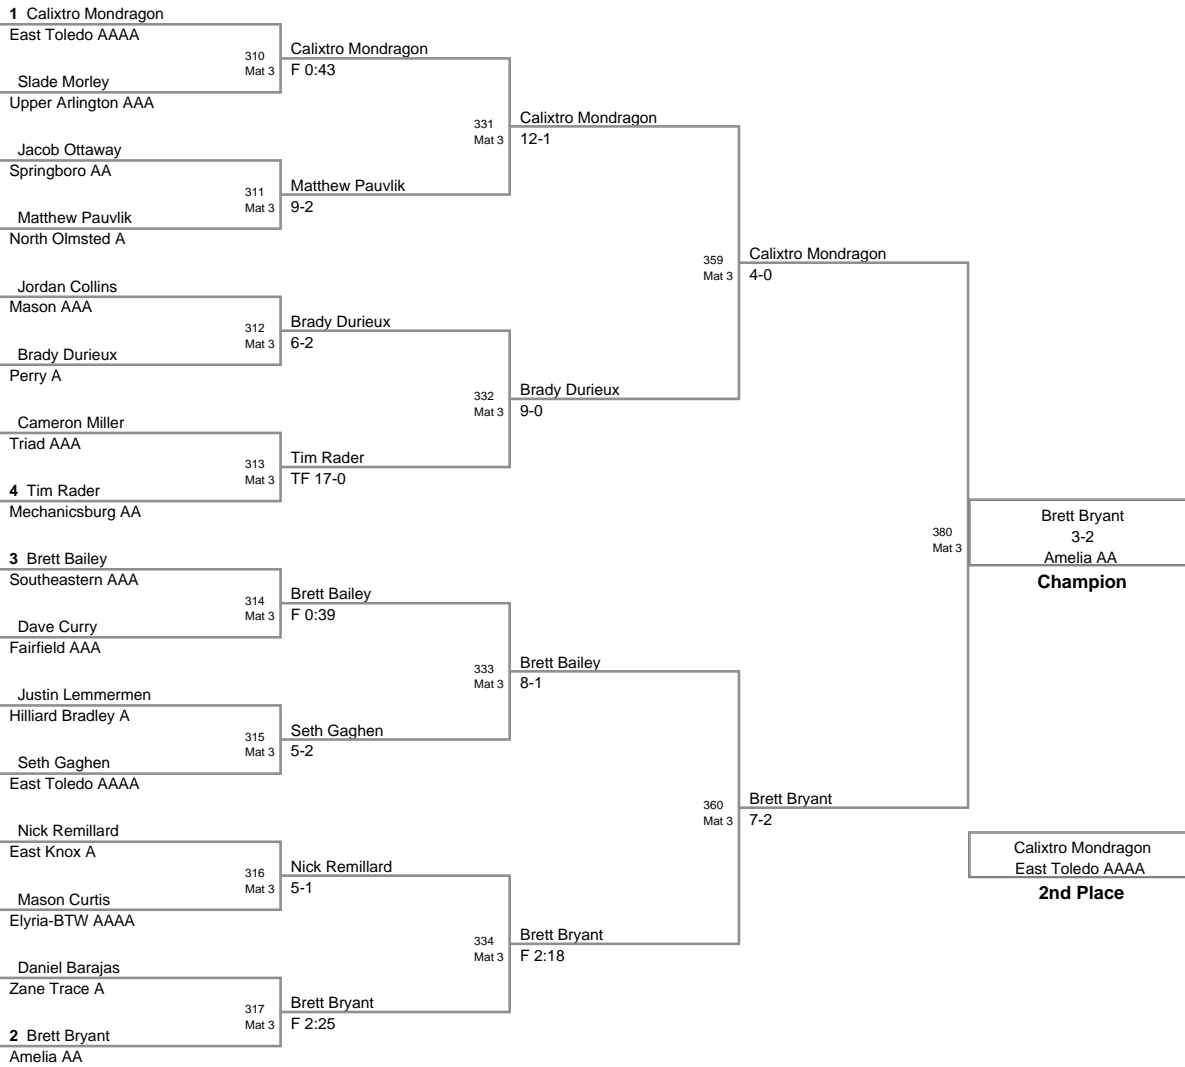 1 Calixtro Mondragon
East Toledo AAAA
310
Mat 3
Calixtro Mondragon
F 0:43
Slade Morley
Upper Arlington AAA
331
Mat 3
Calixtro Mondragon
12-1
Jacob Ottaway
Springboro AA
311
Mat 3
Matthew Pauvlik
9-2
Matthew Pauvlik
North Olmsted A
359
Mat 3
Calixtro Mondragon
4-0
Jordan Collins
Mason AAA
312
Mat 3
Brady Durieux
6-2
Brady Durieux
Perry A
332
Mat 3
Brady Durieux
9-0
Cameron Miller
Triad AAA
313
Mat 3
Tim Rader
TF 17-0
4 Tim Rader
Mechanicsburg AA
380
Mat 3
Brett Bryant
3-2
Amelia AA
Champion
3 Brett Bailey
Southeastern AAA
314
Mat 3
Brett Bailey
F 0:39
Dave Curry
Fairfield AAA
333
Mat 3
Brett Bailey
8-1
Justin Lemmermen
Hilliard Bradley A
315
Mat 3
Seth Gaghen
5-2
Seth Gaghen
East Toledo AAAA
360
Mat 3
Brett Bryant
7-2
Nick Remillard
East Knox A
316
Mat 3
Nick Remillard
5-1
Mason Curtis
Elyria-BTW AAAA
334
Mat 3
Brett Bryant
F 2:18
Daniel Barajas
Zane Trace A
317
Mat 3
Brett Bryant
F 2:25
2 Brett Bryant
Amelia AA
Calixtro Mondragon
East Toledo AAAA
2nd Place